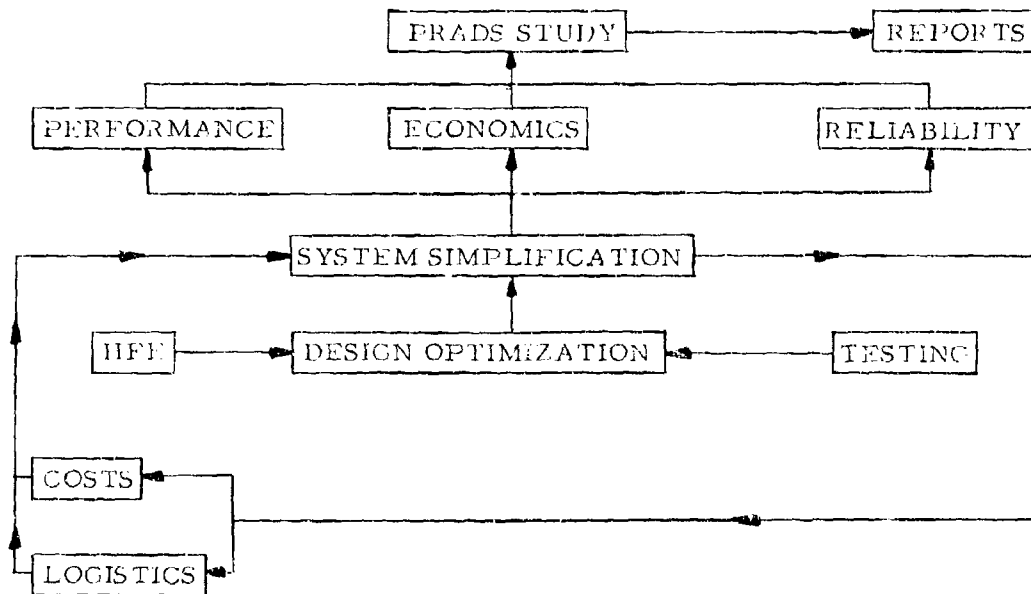 PRADS STUDY
REPORTS
PERFORMANCE
ECONOMICS
RELIABILITY
SYSTEM SIMPLIFICATION
HFE
DESIGN OPTIMIZATION
TESTING
COSTS
LOGISTICS